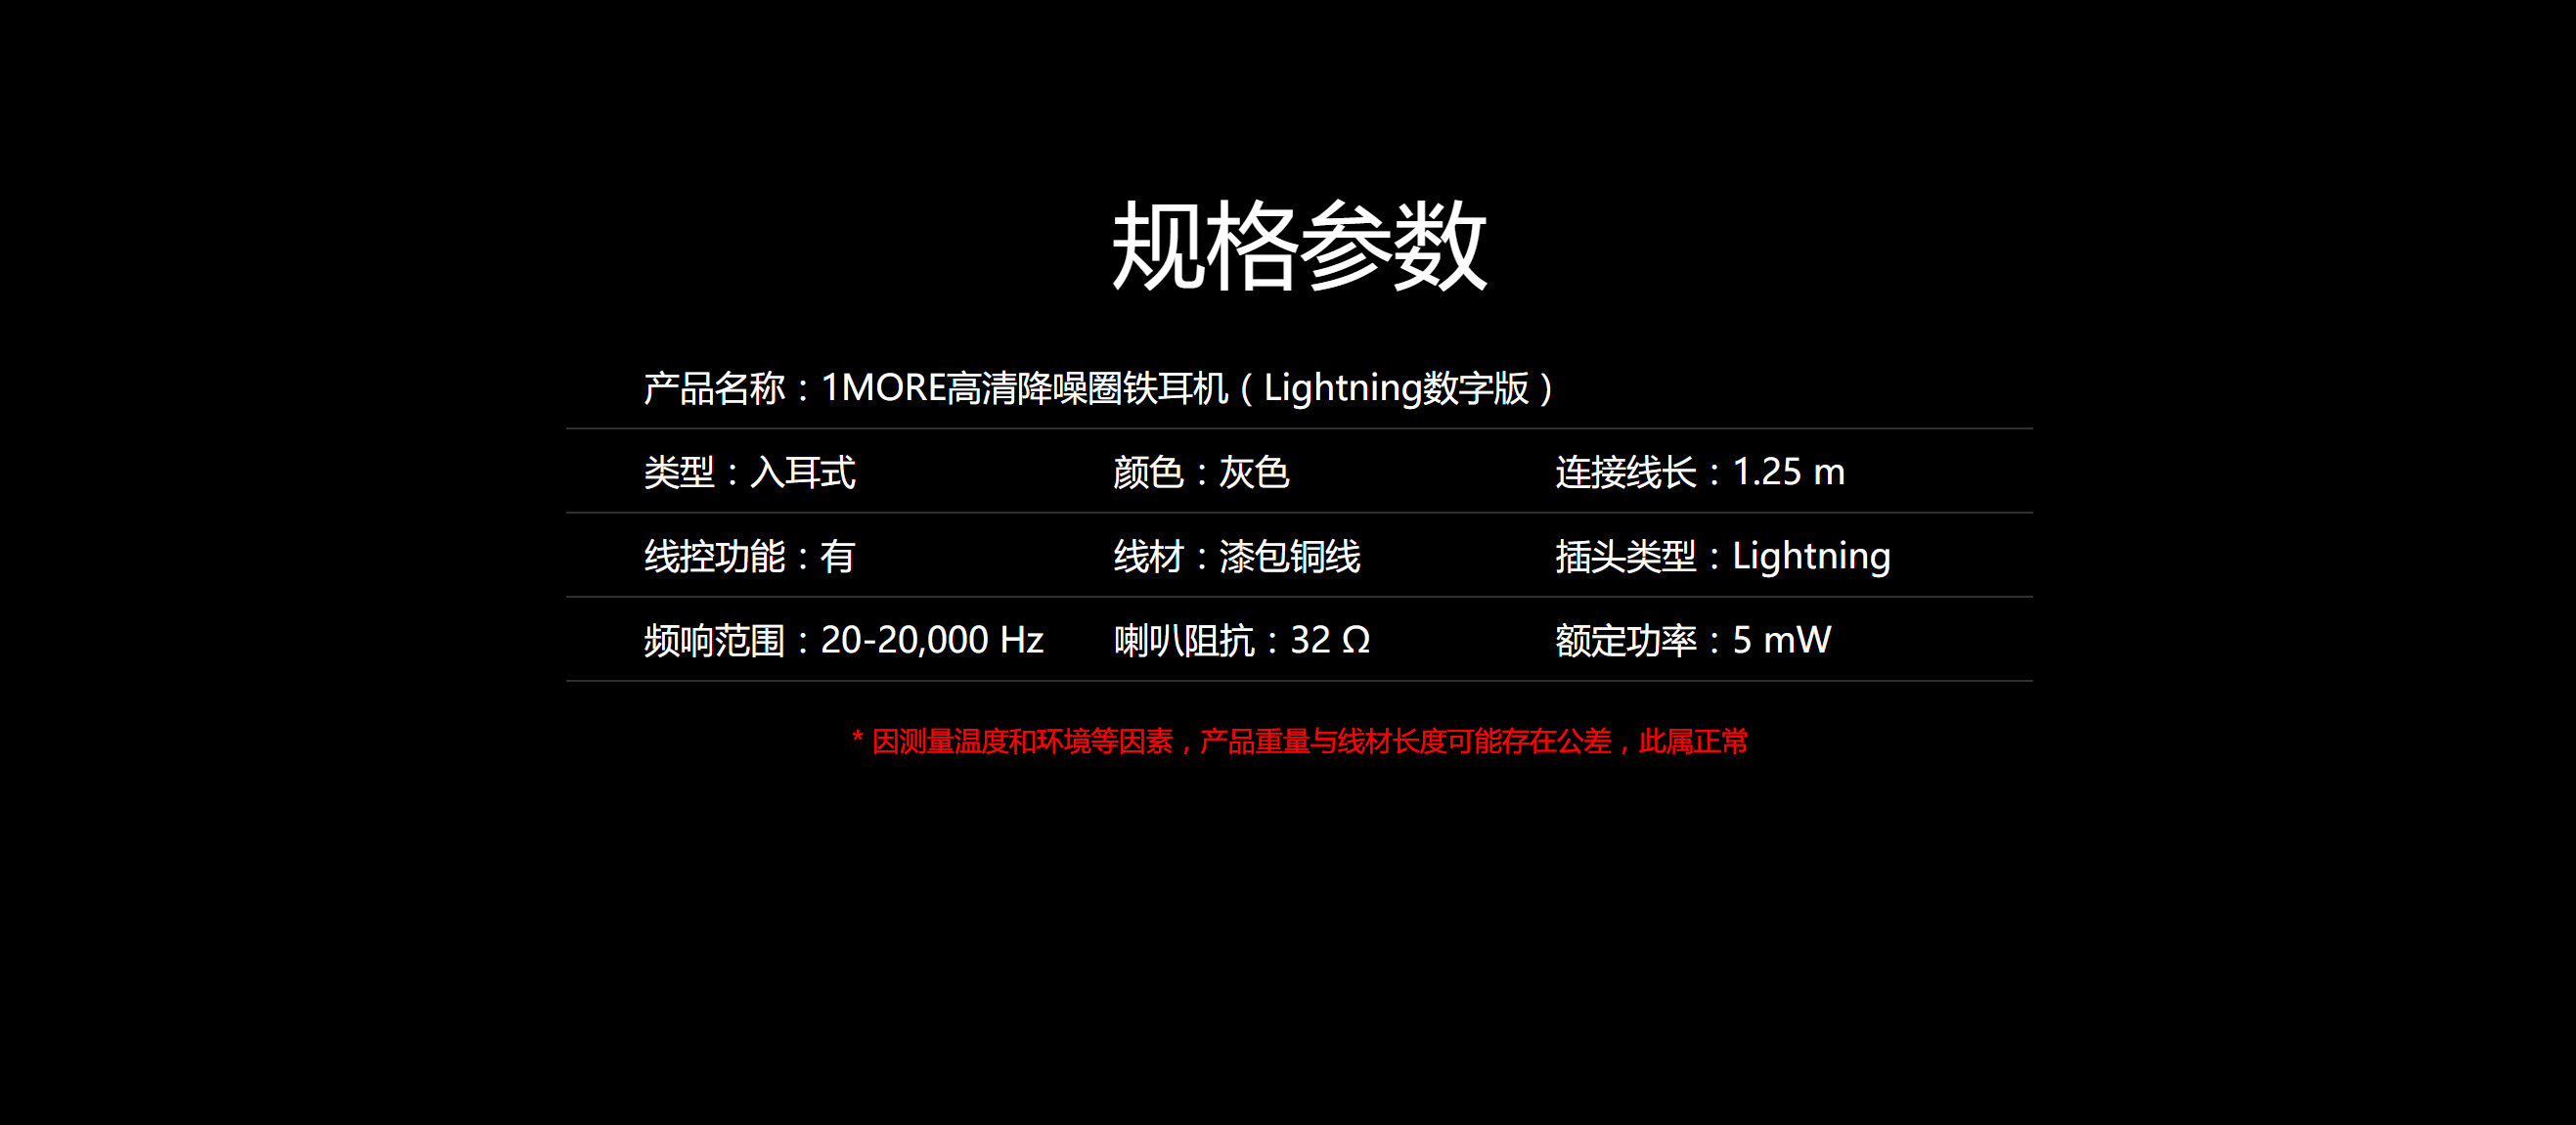 规格参数
产品名称：1MORE高清降噪圈铁耳机（Lightning数字版）
类型：入耳式 颜色：灰色 连接线长：1.25 m
线控功能：有 线材：漆包铜线 插头类型：Lightning
频响范围：20-20,000 Hz 喇叭阻抗：32 Ω 额定功率：5 mW
* 因测量温度和环境等因素，产品重量与线材长度可能存在公差，此属正常